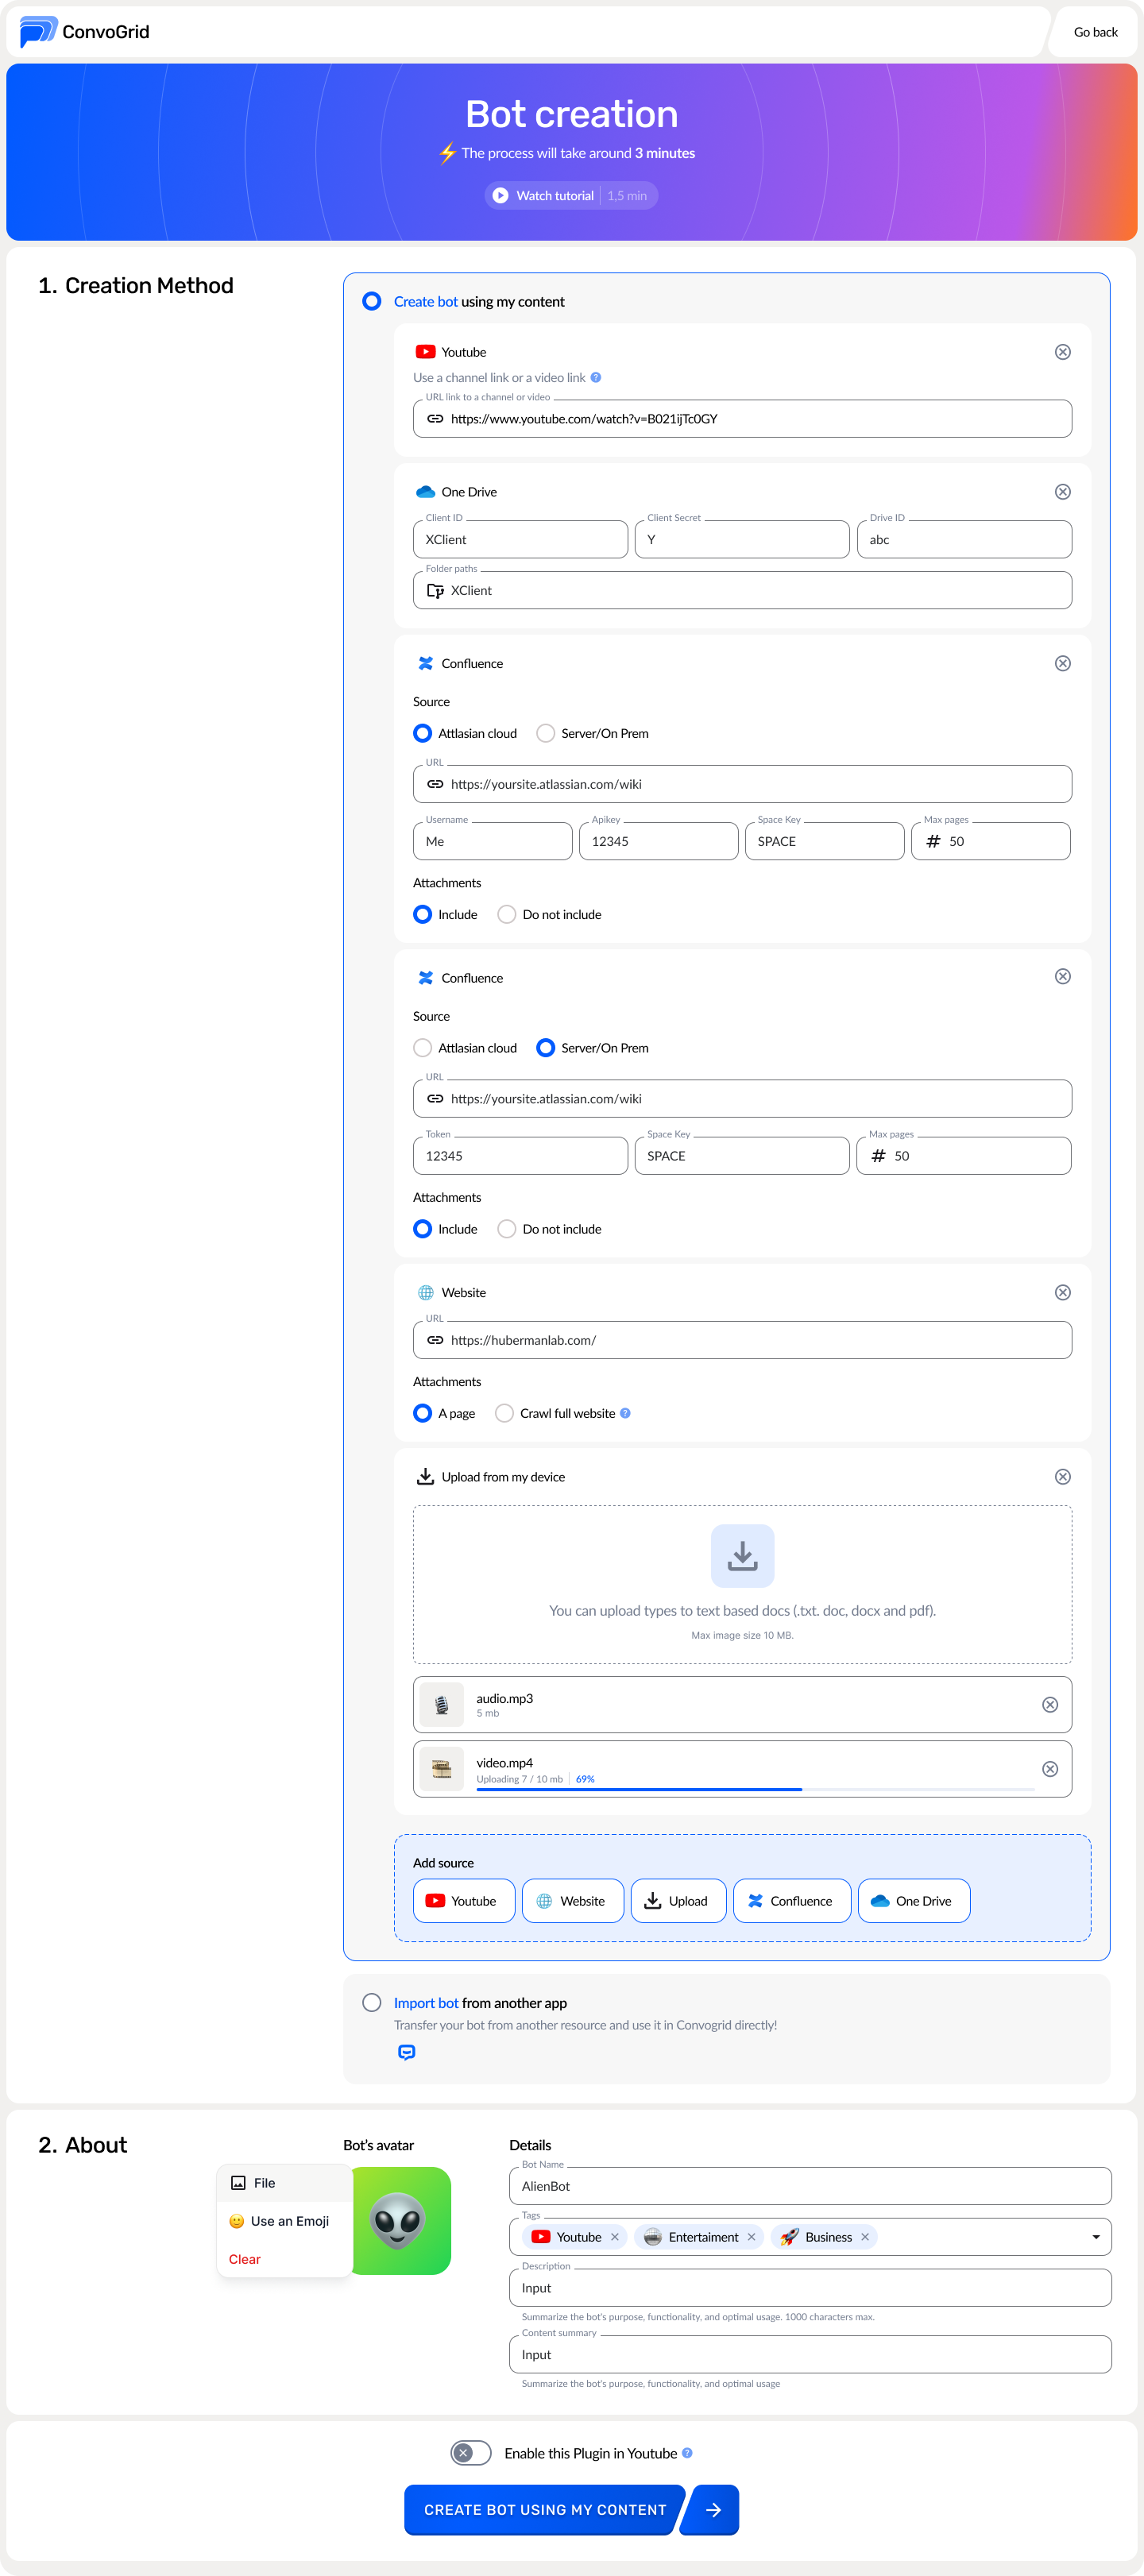 ConvoGrid
Go back
Bot creation
⚡ The process will take around 3 minutes
Watch tutorial | 1,5 min
1. Creation Method
Create bot using my content
Youtube
Use a channel link or a video link ?
URL link to a channel or video
https://www.youtube.com/watch?v=B021ijTc0GY
One Drive
Client ID Client Secret Drive ID
XClient Y abc
Folder paths
XClient
Confluence
Source
Attlasian cloud Server/On Prem
URL
https://yoursite.atlassian.com/wiki
Username Apikey Space Key Max pages
Me 12345 SPACE # 50
Attachments
Include Do not include
Confluence
Source
Attlasian cloud Server/On Prem
URL
https://yoursite.atlassian.com/wiki
Token Space Key Max pages
12345 SPACE # 50
Attachments
Include Do not include
Website
URL
https://hubermanlab.com/
Attachments
A page Crawl full website ?
Upload from my device
You can upload types to text based docs (.txt. doc, docx and pdf).
Max image size 10 MB.
audio.mp3
5 mb
video.mp4
Uploading 7 / 10 mb | 69%
Add source
Youtube Website Upload Confluence One Drive
Import bot from another app
Transfer your bot from another resource and use it in Convogrid directly!
2. About
Bot's avatar
File
Use an Emoji
Clear
Details
Bot Name
AlienBot
Tags
Youtube Entertaiment Business
Description
Input
Summarize the bot's purpose, functionality, and optimal usage. 1000 characters max.
Content summary
Input
Summarize the bot's purpose, functionality, and optimal usage
Enable this Plugin in Youtube ?
CREATE BOT USING MY CONTENT